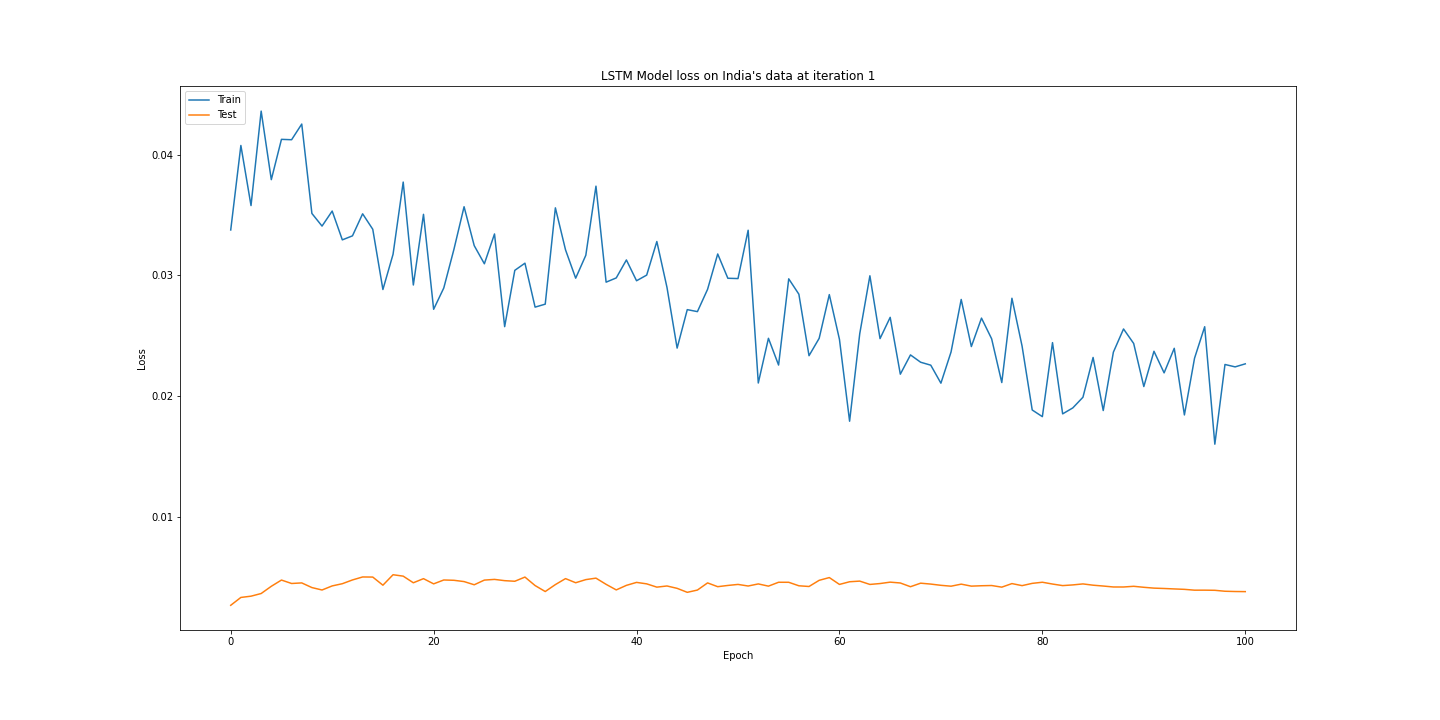 LSTM Model loss on India's data at iteration 1
Train
Test
0.04
0.03
0.02
0.01
Loss
0 20 40 60 80 100
Epoch